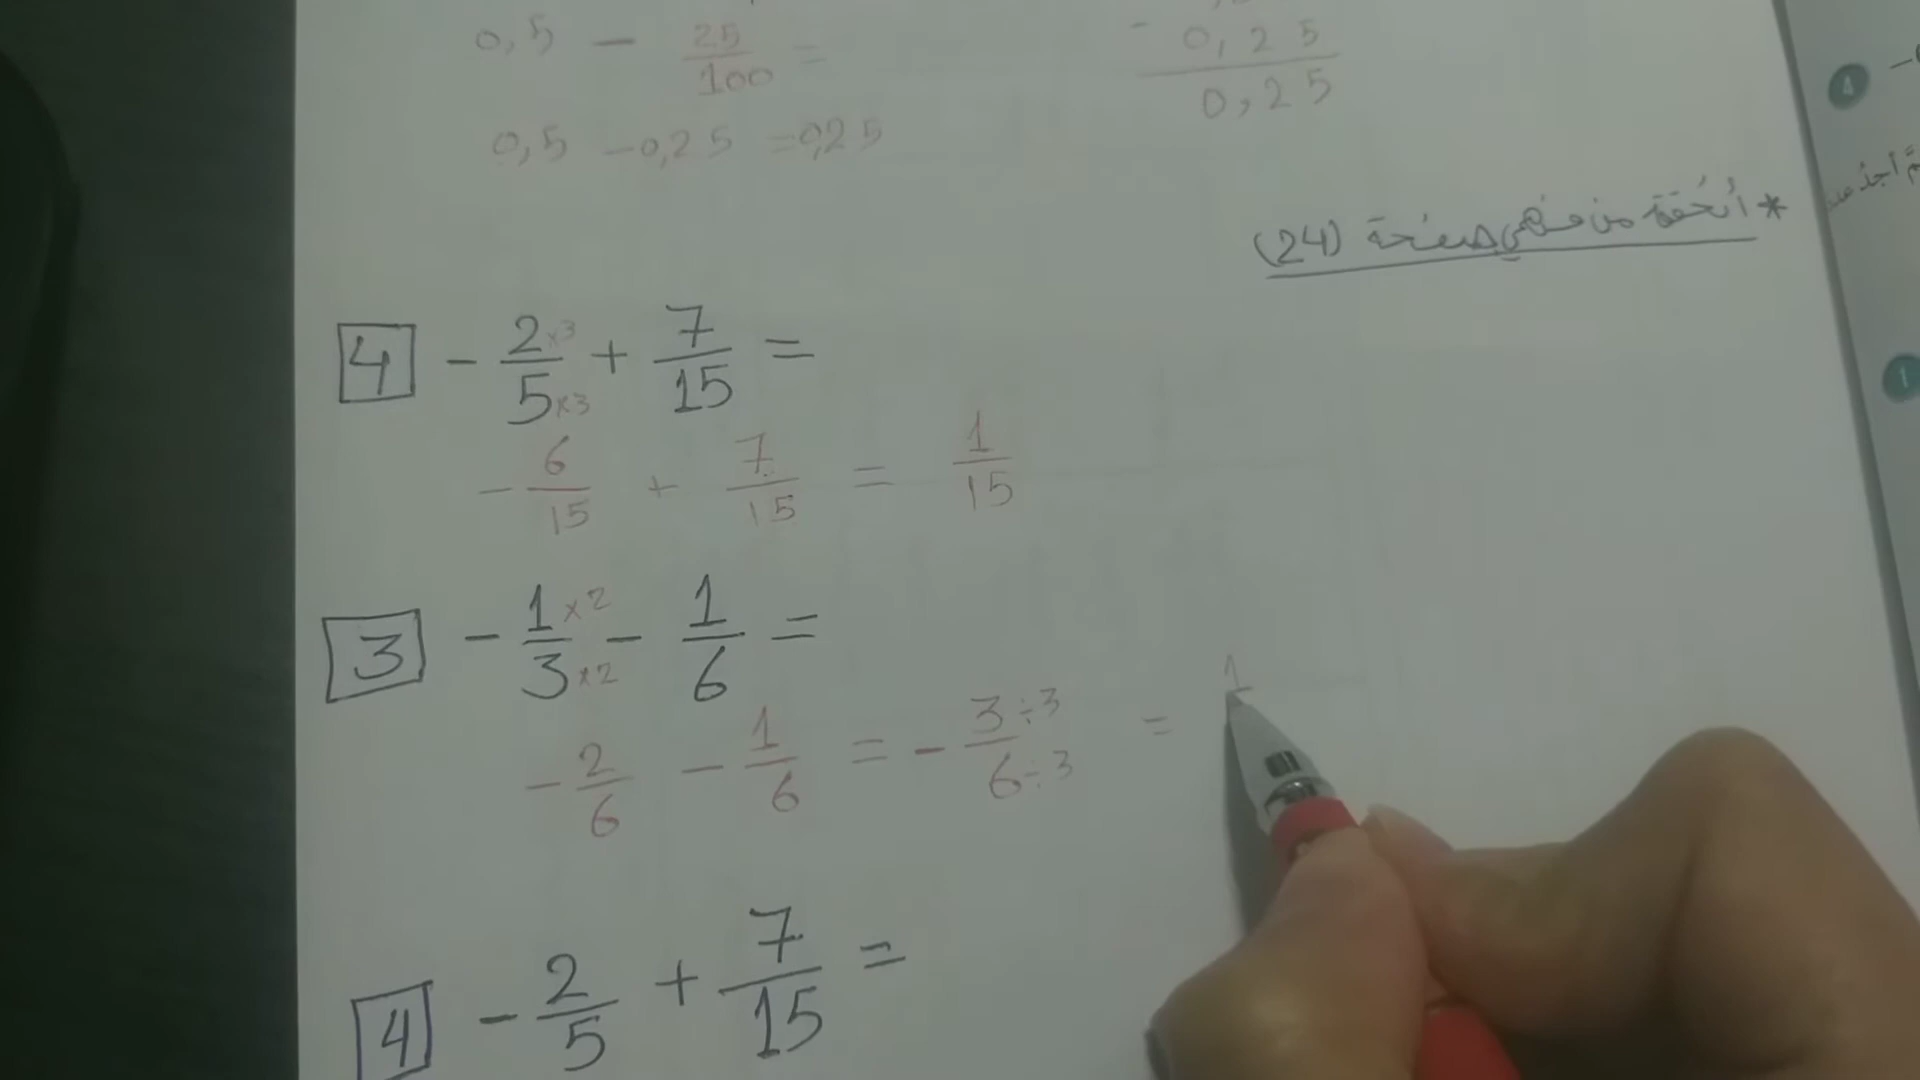 0,5 - 25/100 =
0,5 - 0,25 = 0,25
- 0,25
0,25
* أتحقق من فهمي صفحة (24)
4 - 2×3/5×3 + 7/15 =
- 6/15 + 7/15 = 1/15
3 - 1×2/3×2 - 1/6 =
- 2/6 - 1/6 = - 3÷3/6÷3 = 1
4 - 2/5 + 7/15 =
4
1